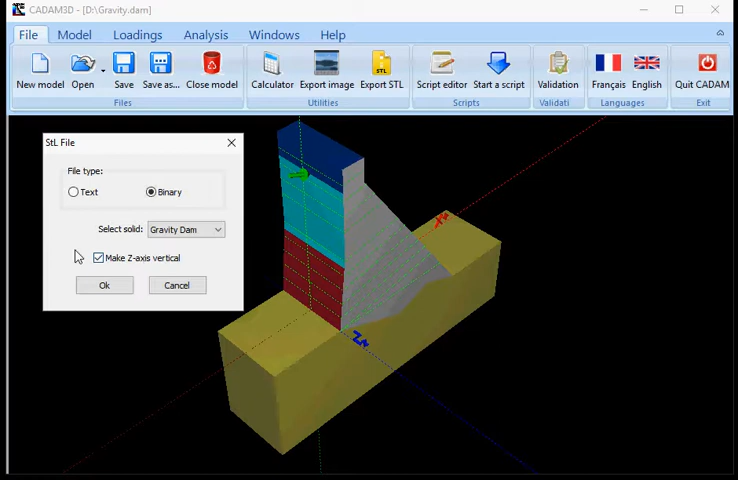 CADAM3D - [D:\Gravity.dam]
File Model Loadings Analysis Windows Help
New model Open Save Save as... Close model Calculator Export image Export STL Script editor Start a script Validation Français English Quit CADAM
STL
Files Utilities Scripts Validati Languages Exit
StL File
File type:
Text Binary
Select solid: Gravity Dam
Make Z-axis vertical
Ok Cancel
X
Z